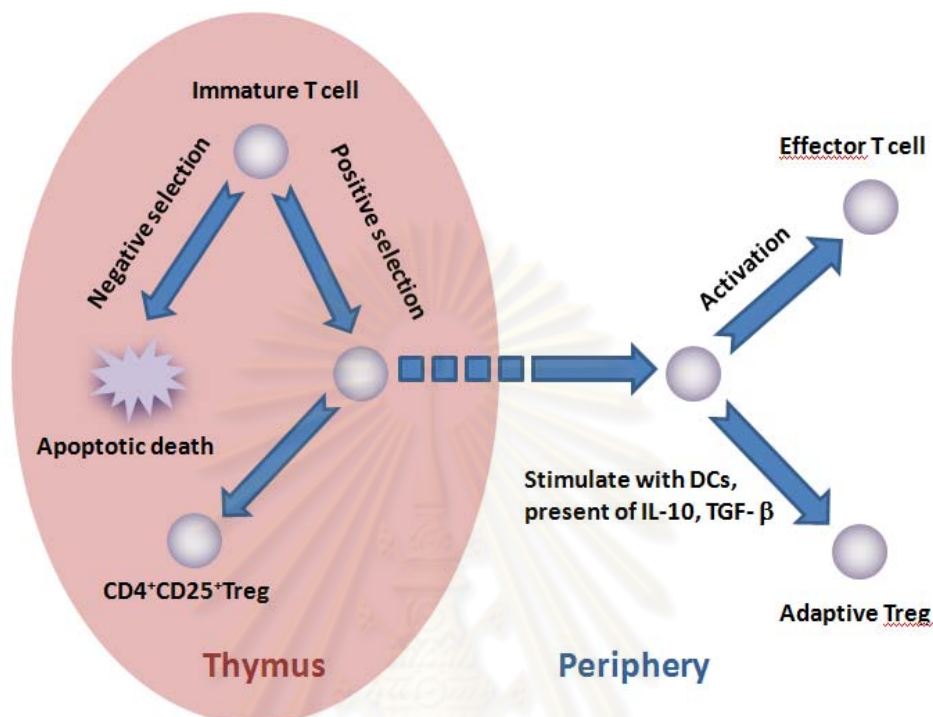 Immature T cell
Negative selection
Positive selection
Apoptotic death
CD4⁺CD25⁺Treg
Thymus
Effector T cell
Activation
Stimulate with DCs,
present of IL-10, TGF- β
Adaptive Treg
Periphery